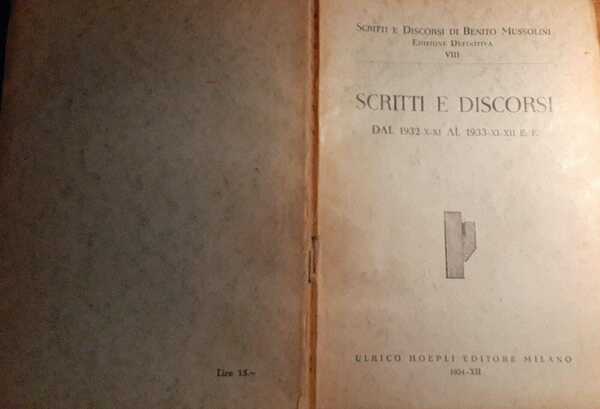 Lire 15.-
SCRITTI E DISCORSI DI BENITO MUSSOLINI
EDIZIONE DEFINITIVA
VIII
SCRITTI E DISCORSI
DAL 1932-X-XI AL 1933-XI-XII E. F.
ULRICO HOEPLI EDITORE MILANO
1934-XII